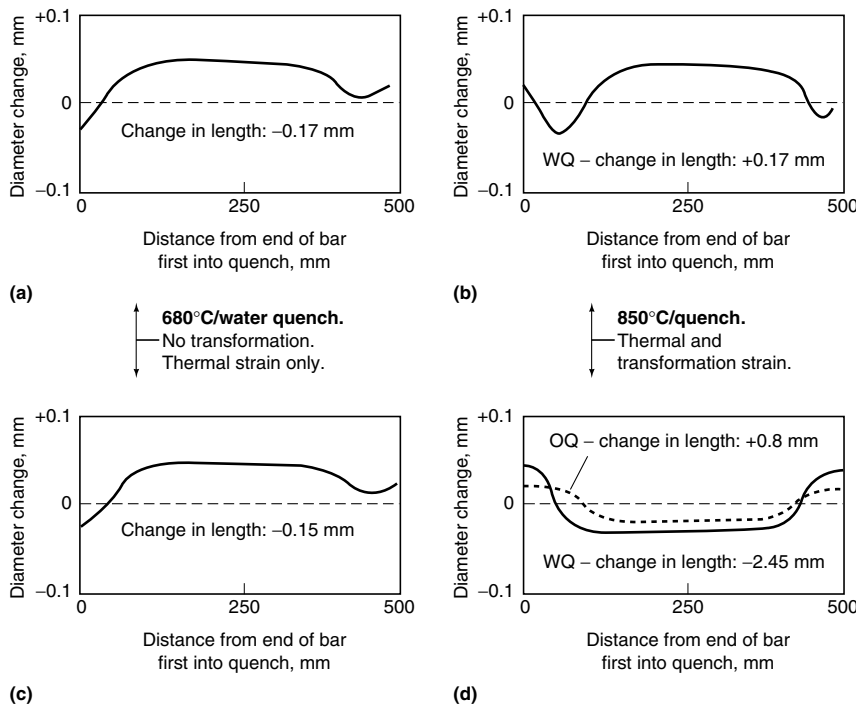 +0.1
0
−0.1
Diameter change, mm
Change in length: −0.17 mm
0
250
500
Distance from end of bar
first into quench, mm
(a)
+0.1
0
−0.1
Diameter change, mm
WQ – change in length: +0.17 mm
0
250
500
Distance from end of bar
first into quench, mm
(b)
680°C/water quench.
No transformation.
Thermal strain only.
850°C/quench.
Thermal and
transformation strain.
+0.1
0
−0.1
Diameter change, mm
Change in length: −0.15 mm
0
250
500
Distance from end of bar
first into quench, mm
(c)
+0.1
0
−0.1
Diameter change, mm
OQ – change in length: +0.8 mm
WQ – change in length: −2.45 mm
0
250
500
Distance from end of bar
first into quench, mm
(d)